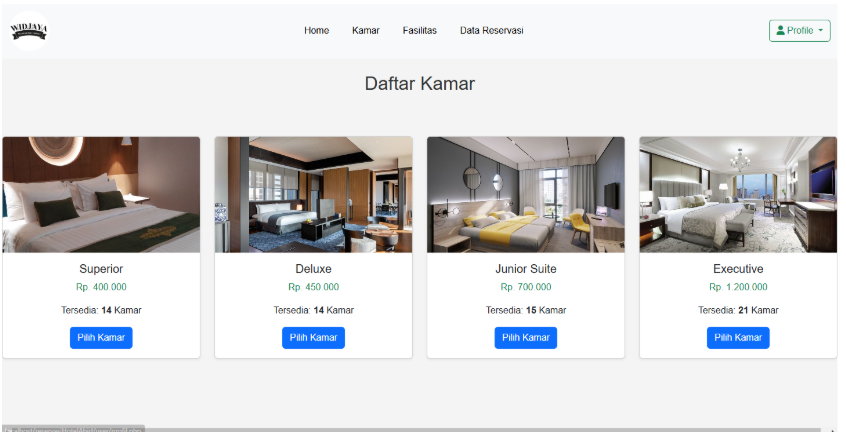 WIDJAYA
Home Kamar Fasilitas Data Reservasi
Profile
Daftar Kamar
Superior
Rp. 400.000
Tersedia: 14 Kamar
Pilih Kamar
Deluxe
Rp. 450.000
Tersedia: 14 Kamar
Pilih Kamar
Junior Suite
Rp. 700.000
Tersedia: 15 Kamar
Pilih Kamar
Executive
Rp. 1.200.000
Tersedia: 21 Kamar
Pilih Kamar